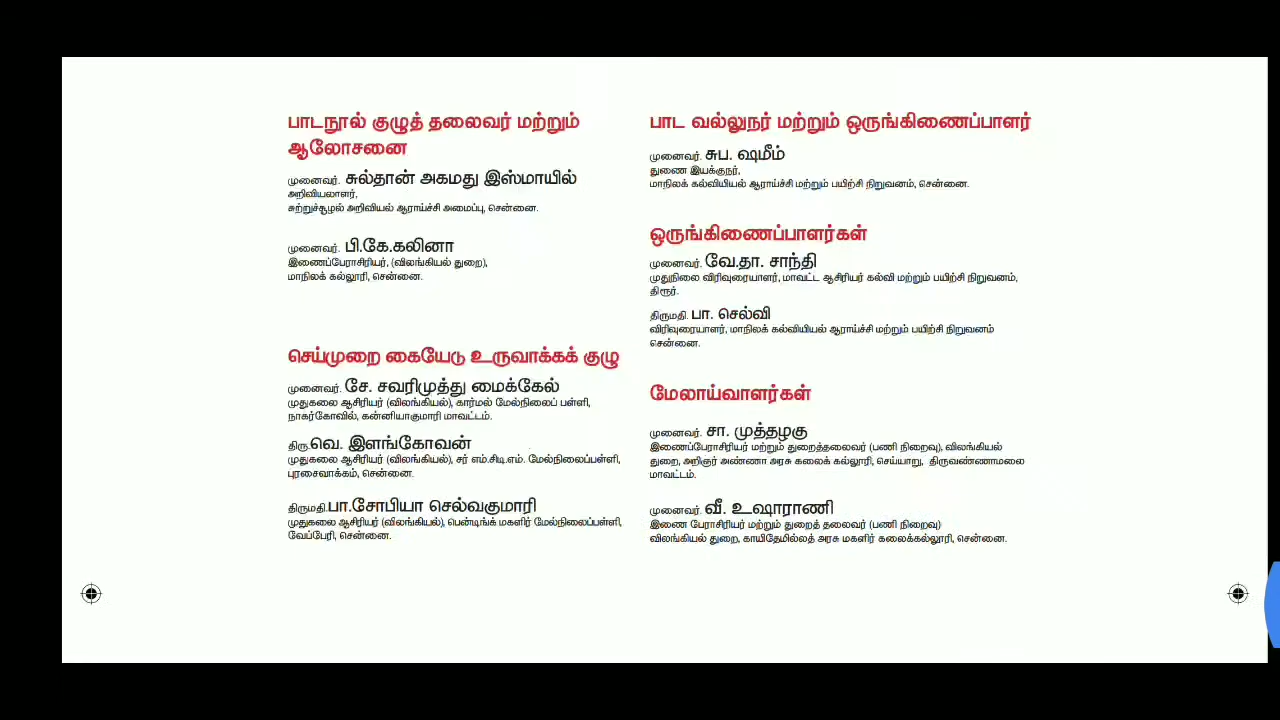 பாடநூல் குழுத் தலைவர் மற்றும்
ஆலோசனை
முனைவர். சுல்தான் அகமது இஸ்மாயில்
அறிவியலாளர்,
சுற்றுச்சூழல் அறிவியல் ஆராய்ச்சி அமைப்பு, சென்னை.
முனைவர். பி.கே.கலினா
இணைப்பேராசிரியர், (விலங்கியல் துறை),
மாநிலக் கல்லூரி, சென்னை.
செய்முறை கையேடு உருவாக்கக் குழு
முனைவர். சே. சவரிமுத்து மைக்கேல்
முதுகலை ஆசிரியர் (விலங்கியல்), கார்மல் மேல்நிலைப் பள்ளி,
நாகர்கோவில், கன்னியாகுமாரி மாவட்டம்.
திரு.வெ. இளங்கோவன்
முதுகலை ஆசிரியர் (விலங்கியல்), சர் எம்.சிடி.எம். மேல்நிலைப்பள்ளி,
புரசைவாக்கம், சென்னை.
திருமதி.பா.சோபியா செல்வகுமாரி
முதுகலை ஆசிரியர் (விலங்கியல்), பென்டிங்க் மகளிர் மேல்நிலைப்பள்ளி,
வேப்பேரி, சென்னை.
பாட வல்லுநர் மற்றும் ஒருங்கிணைப்பாளர்
முனைவர். சுப. ஷமீம்
துணை இயக்குநர்,
மாநிலக் கல்வியியல் ஆராய்ச்சி மற்றும் பயிற்சி நிறுவனம், சென்னை.
ஒருங்கிணைப்பாளர்கள்
முனைவர். வே.தா. சாந்தி
முதுநிலை விரிவுரையாளர், மாவட்ட ஆசிரியர் கல்வி மற்றும் பயிற்சி நிறுவனம்,
திரூர்.
திருமதி. பா. செல்வி
விரிவுரையாளர், மாநிலக் கல்வியியல் ஆராய்ச்சி மற்றும் பயிற்சி நிறுவனம்
சென்னை.
மேலாய்வாளர்கள்
முனைவர். சா. முத்தழகு
இணைப்பேராசிரியர் மற்றும் துறைத்தலைவர் (பணி நிறைவு), விலங்கியல்
துறை, அறிஞர் அண்ணா அரசு கலைக் கல்லூரி, செய்யாறு, திருவண்ணாமலை
மாவட்டம்.
முனைவர். வீ. உஷாராணி
இணை பேராசிரியர் மற்றும் துறைத் தலைவர் (பணி நிறைவு)
விலங்கியல் துறை, காயிதேமில்லத் அரசு மகளிர் கலைக்கல்லூரி, சென்னை.